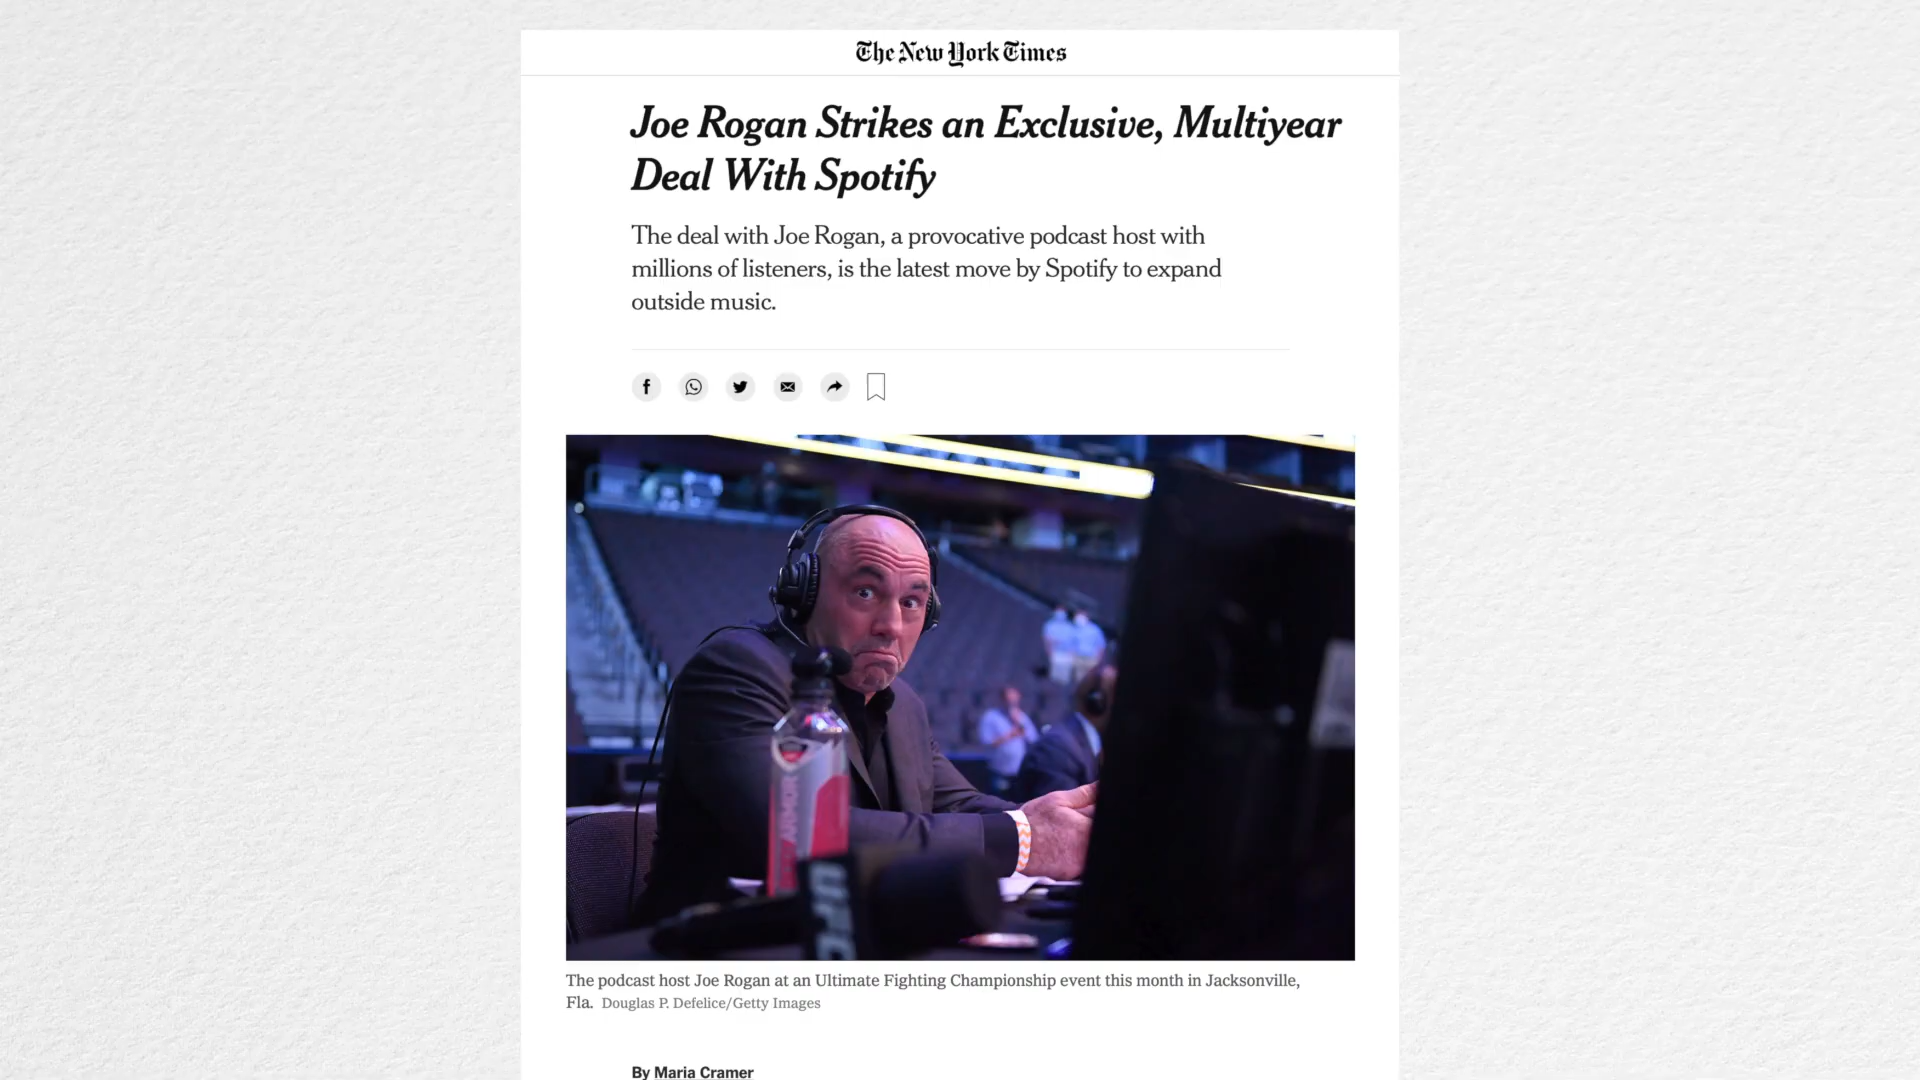 The New York Times
Joe Rogan Strikes an Exclusive, Multiyear
Deal With Spotify
The deal with Joe Rogan, a provocative podcast host with
millions of listeners, is the latest move by Spotify to expand
outside music.
ARMOR
UFC
The podcast host Joe Rogan at an Ultimate Fighting Championship event this month in Jacksonville,
Fla. Douglas P. Defelice/Getty Images
By Maria Cramer